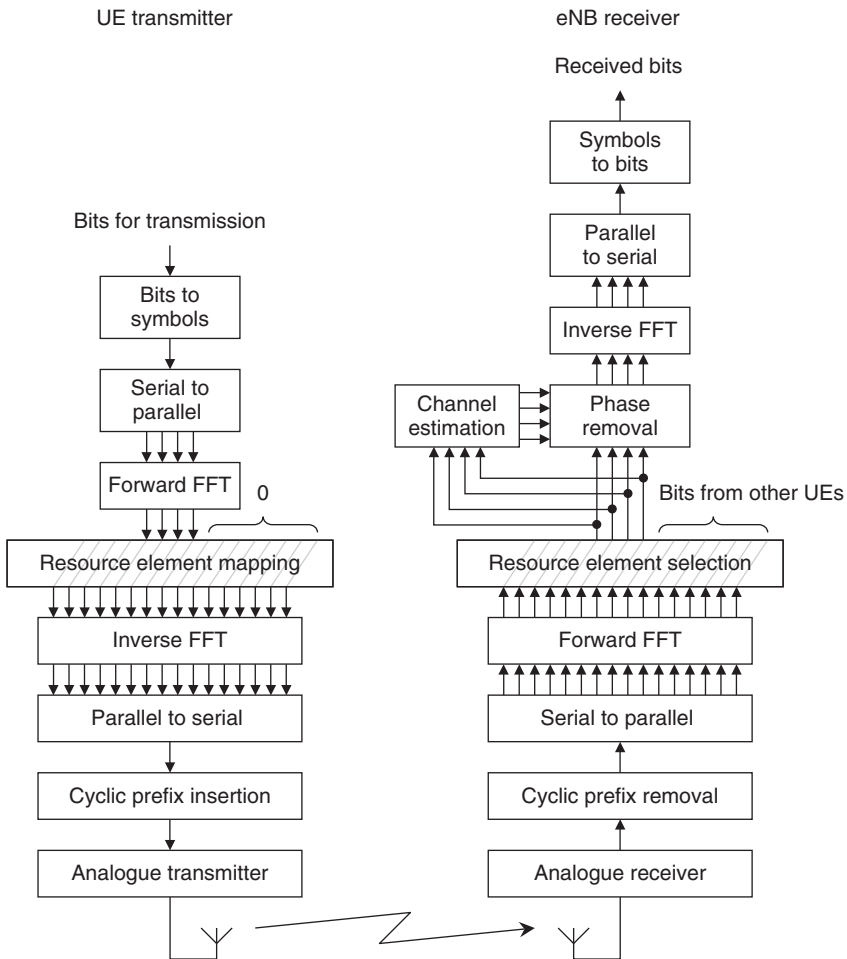 UE transmitter
Bits for transmission
Bits to
symbols
Serial to
parallel
Forward FFT
0
Resource element mapping
Inverse FFT
Parallel to serial
Cyclic prefix insertion
Analogue transmitter
eNB receiver
Received bits
Symbols
to bits
Parallel
to serial
Inverse FFT
Channel
estimation
Phase
removal
Bits from other UEs
Resource element selection
Forward FFT
Serial to parallel
Cyclic prefix removal
Analogue receiver